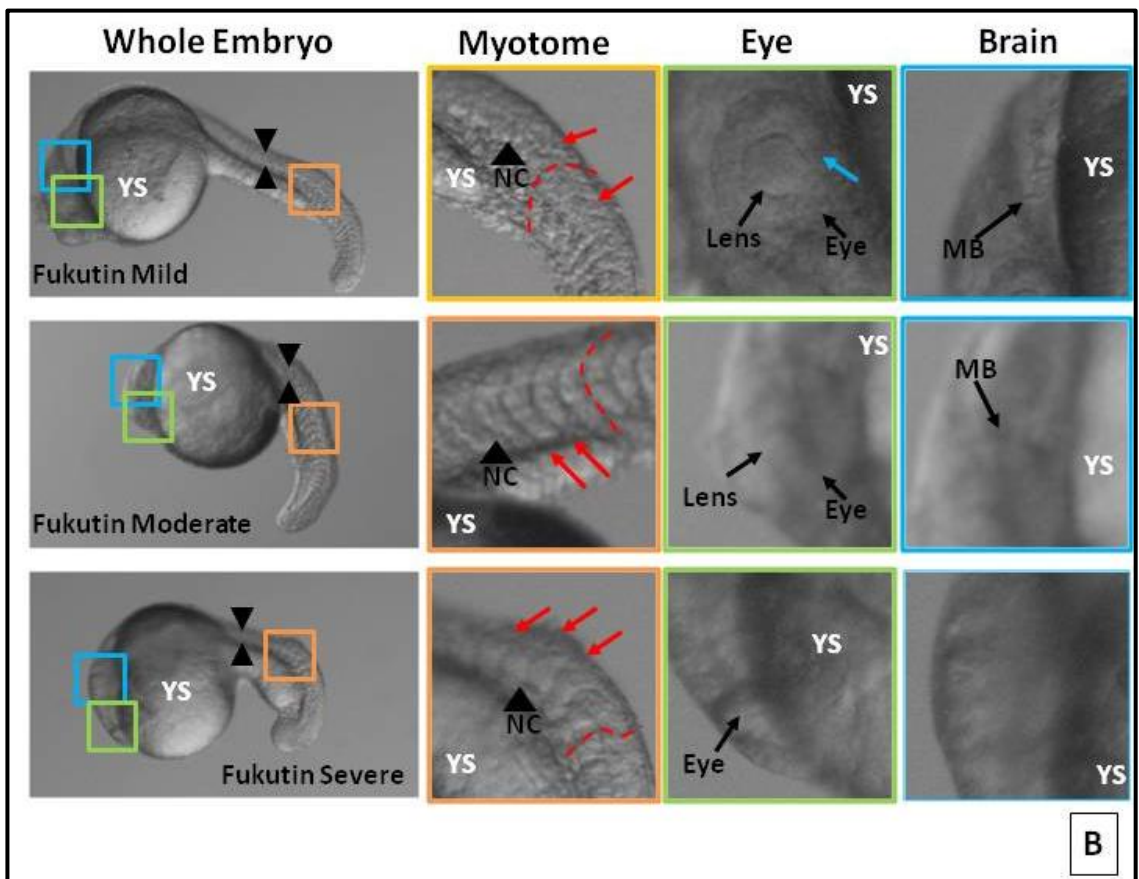 Whole Embryo
Myotome
Eye
Brain
YS
Fukutin Mild
YS
NC
YS
Lens
Eye
YS
MB
YS
Fukutin Moderate
NC
YS
YS
Lens
Eye
MB
YS
YS
Fukutin Severe
NC
YS
YS
Eye
YS
B